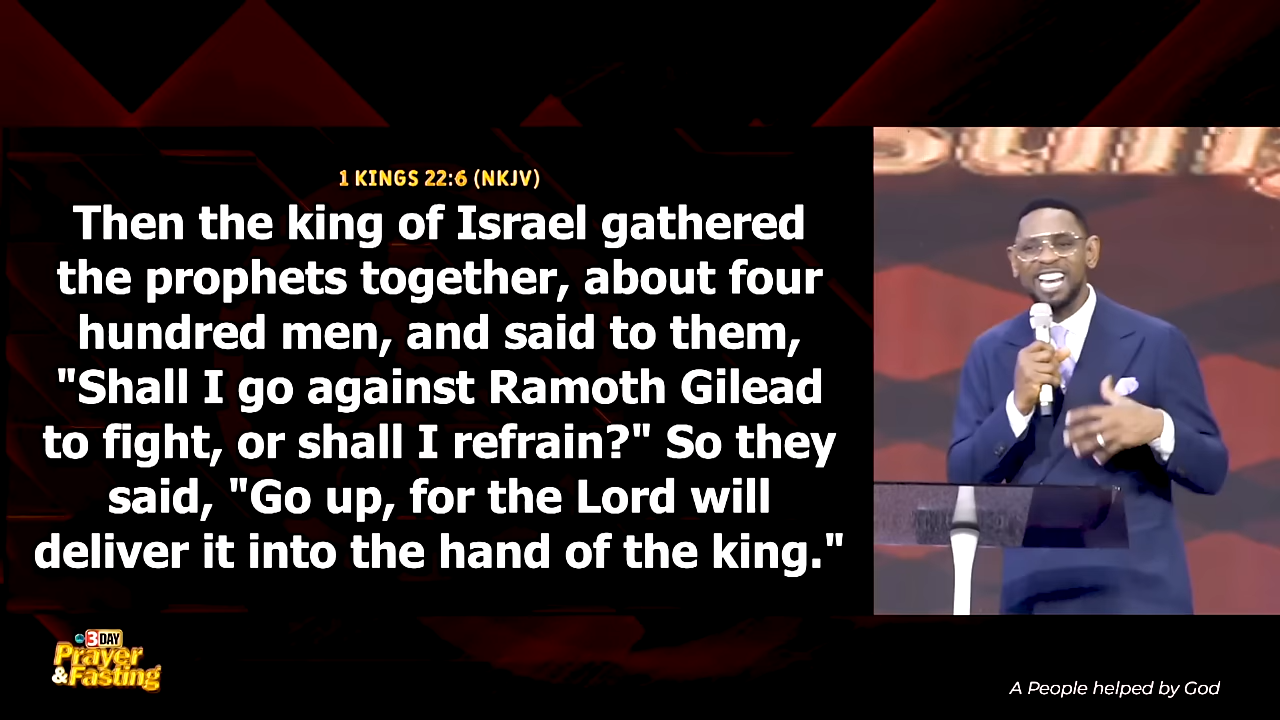 1 KINGS 22:6 (NKJV)
Then the king of Israel gathered
the prophets together, about four
hundred men, and said to them,
"Shall I go against Ramoth Gilead
to fight, or shall I refrain?" So they
said, "Go up, for the Lord will
deliver it into the hand of the king."
3 DAY
Prayer
&Fasting
A People helped by God